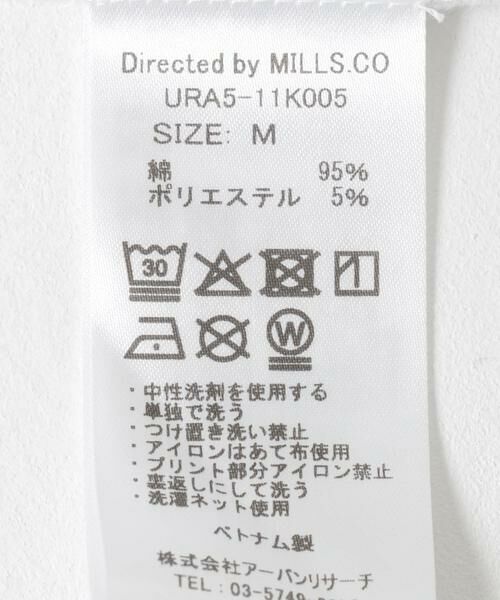 Directed by MILLS.CO
URA5-11K005
SIZE: M
綿 95%
ポリエステル 5%
30
W
・中性洗剤を使用する
・単独で洗う
・つけ置き洗い禁止
・アイロンはあて布使用
・プリント部分アイロン禁止
・裏返しにして洗う
・洗濯ネット使用
ベトナム製
株式会社アーバンリサーチ
TEL: 03-5749-